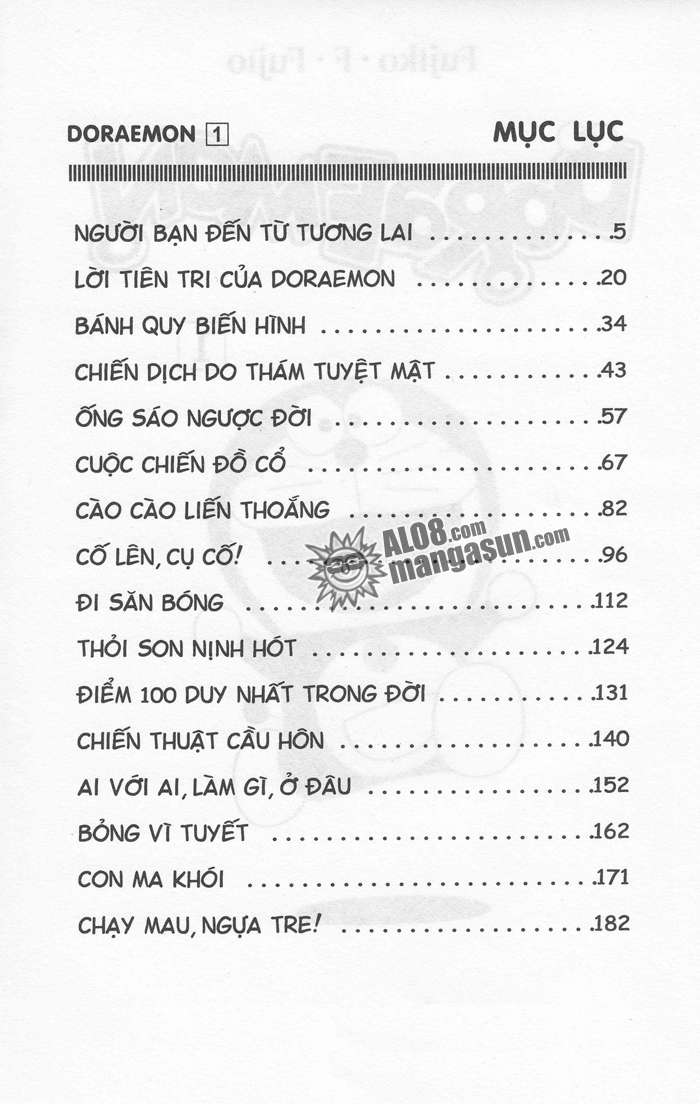 Fujiko · F · Fujio
DORAEMON 1 MỤC LỤC
NGƯỜI BẠN ĐẾN TỪ TƯƠNG LAI ................5
LỜI TIÊN TRI CỦA DORAEMON ................20
BÁNH QUY BIẾN HÌNH ................34
CHIẾN DỊCH DO THÁM TUYỆT MẬT ................43
ỐNG SÁO NGƯỢC ĐỜI ................57
CUỘC CHIẾN ĐỒ CỔ ................67
CÀO CÀO LIẾN THOẮNG ................82
AL08.com
mangasun.com
CỐ LÊN, CỤ CỐ! ................96
ĐI SĂN BÓNG ................112
THỎI SON NỊNH HÓT ................124
ĐIỂM 100 DUY NHẤT TRONG ĐỜI ................131
CHIẾN THUẬT CẦU HÔN ................140
AI VỚI AI, LÀM GÌ, Ở ĐÂU ................152
BỎNG VÌ TUYẾT ................162
CON MA KHÓI ................171
CHẠY MAU, NGỰA TRE! ................182